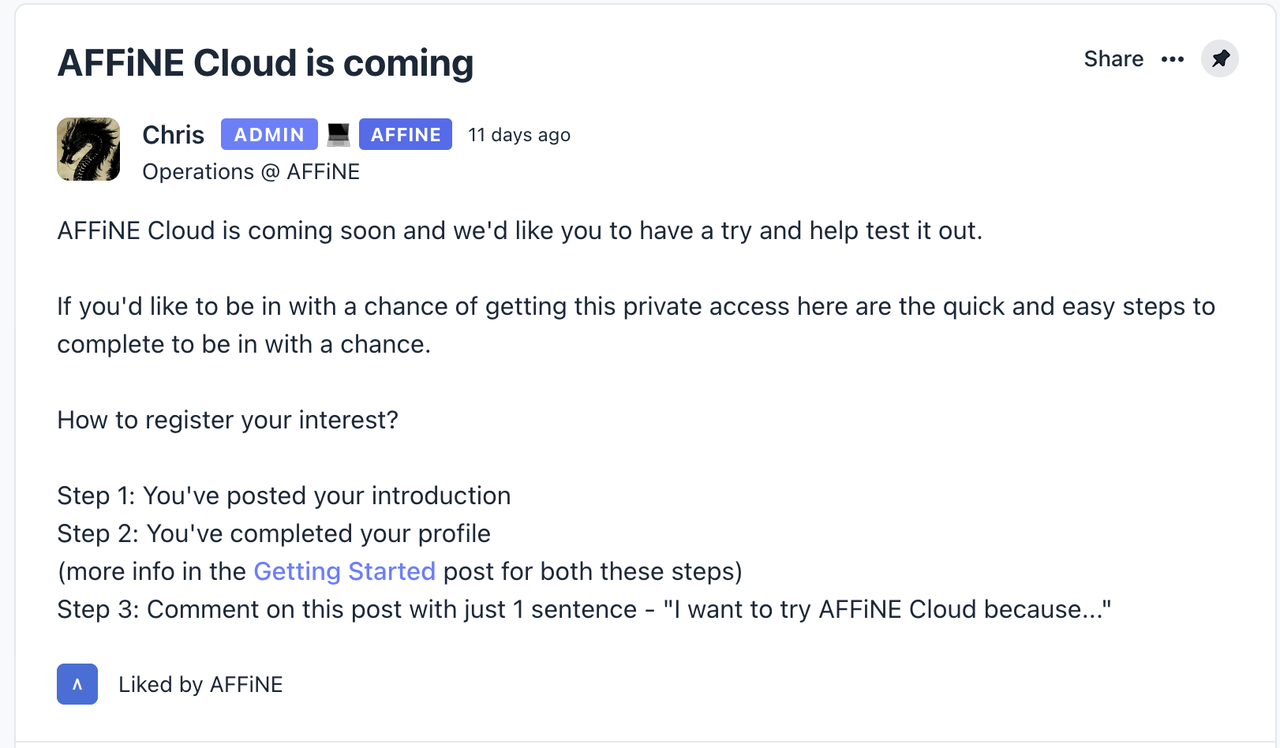 AFFiNE Cloud is coming
Share
Chris ADMIN AFFINE 11 days ago
Operations @ AFFiNE
AFFiNE Cloud is coming soon and we'd like you to have a try and help test it out.
If you'd like to be in with a chance of getting this private access here are the quick and easy steps to
complete to be in with a chance.
How to register your interest?
Step 1: You've posted your introduction
Step 2: You've completed your profile
(more info in the Getting Started post for both these steps)
Step 3: Comment on this post with just 1 sentence - "I want to try AFFiNE Cloud because..."
Liked by AFFiNE